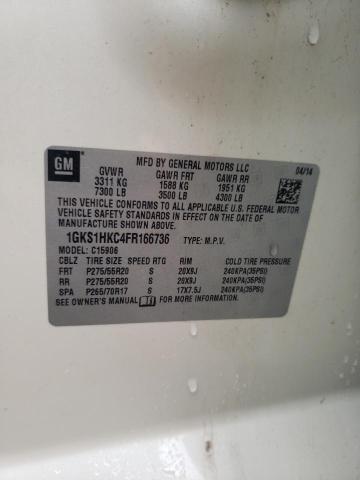 GM
MFD BY GENERAL MOTORS LLC
04/14
GVWR GAWR FRT GAWR RR
3311 KG 1588 KG 1951 KG
7300 LB 3500 LB 4300 LB
THIS VEHICLE CONFORMS TO ALL APPLICABLE U.S. FEDERAL MOTOR
VEHICLE SAFETY AND THEFT PREVENTION STANDARDS IN EFFECT ON THE DATE OF
MANUFACTURE SHOWN ABOVE.
1GKS1HKC4FR166736 TYPE: M.P.V.
MODEL: C15906
CBLZ TIRE SIZE SPEED RTG RIM COLD TIRE PRESSURE
FRT P275/55R20 S 20X9J 240KPA(35PSI)
RR P275/55R20 S 20X9J 240KPA(35PSI)
SPA P265/70R17 S 17X7.5J 240KPA(35PSI)
SEE OWNER'S MANUAL FOR MORE INFORMATION.